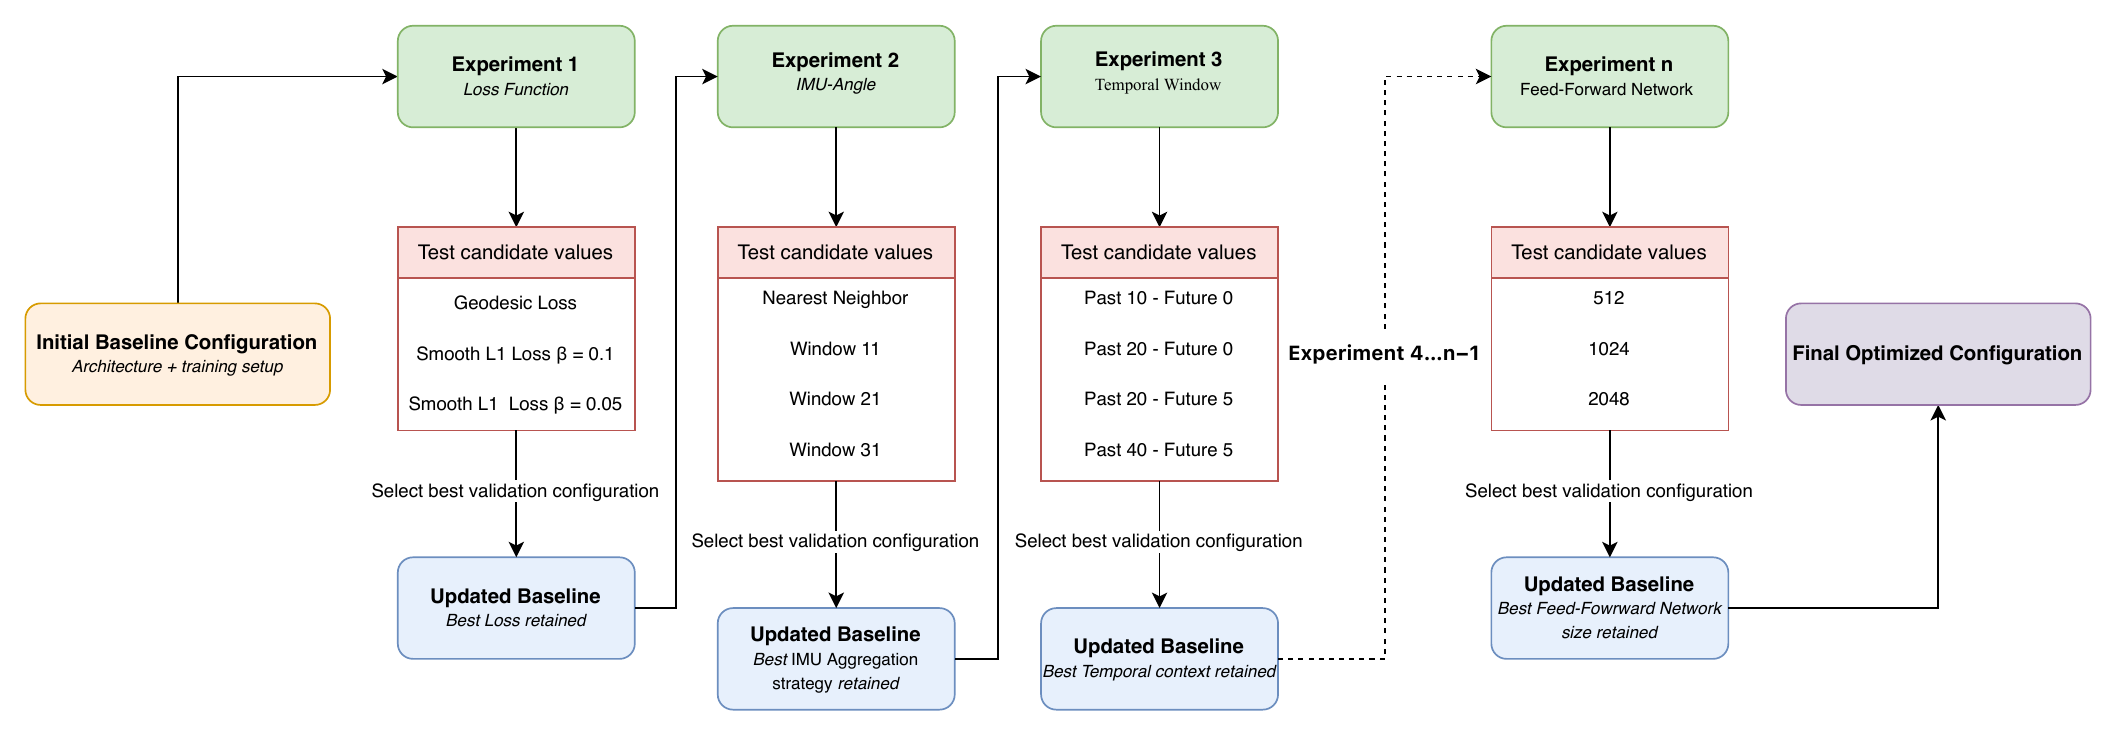 Initial Baseline Configuration
Architecture + training setup
Experiment 1
Loss Function
Test candidate values
Geodesic Loss
Smooth L1 Loss β = 0.1
Smooth L1  Loss β = 0.05
Select best validation configuration
Updated Baseline
Best Loss retained
Experiment 2
IMU-Angle
Test candidate values
Nearest Neighbor
Window 11
Window 21
Window 31
Select best validation configuration
Updated Baseline
Best IMU Aggregation
strategy retained
Experiment 3
Temporal Window
Test candidate values
Past 10 - Future 0
Past 20 - Future 0
Past 20 - Future 5
Past 40 - Future 5
Select best validation configuration
Updated Baseline
Best Temporal context retained
Experiment 4...n−1
Experiment n
Feed-Forward Network
Test candidate values
512
1024
2048
Select best validation configuration
Updated Baseline
Best Feed-Fowrward Network
size retained
Final Optimized Configuration